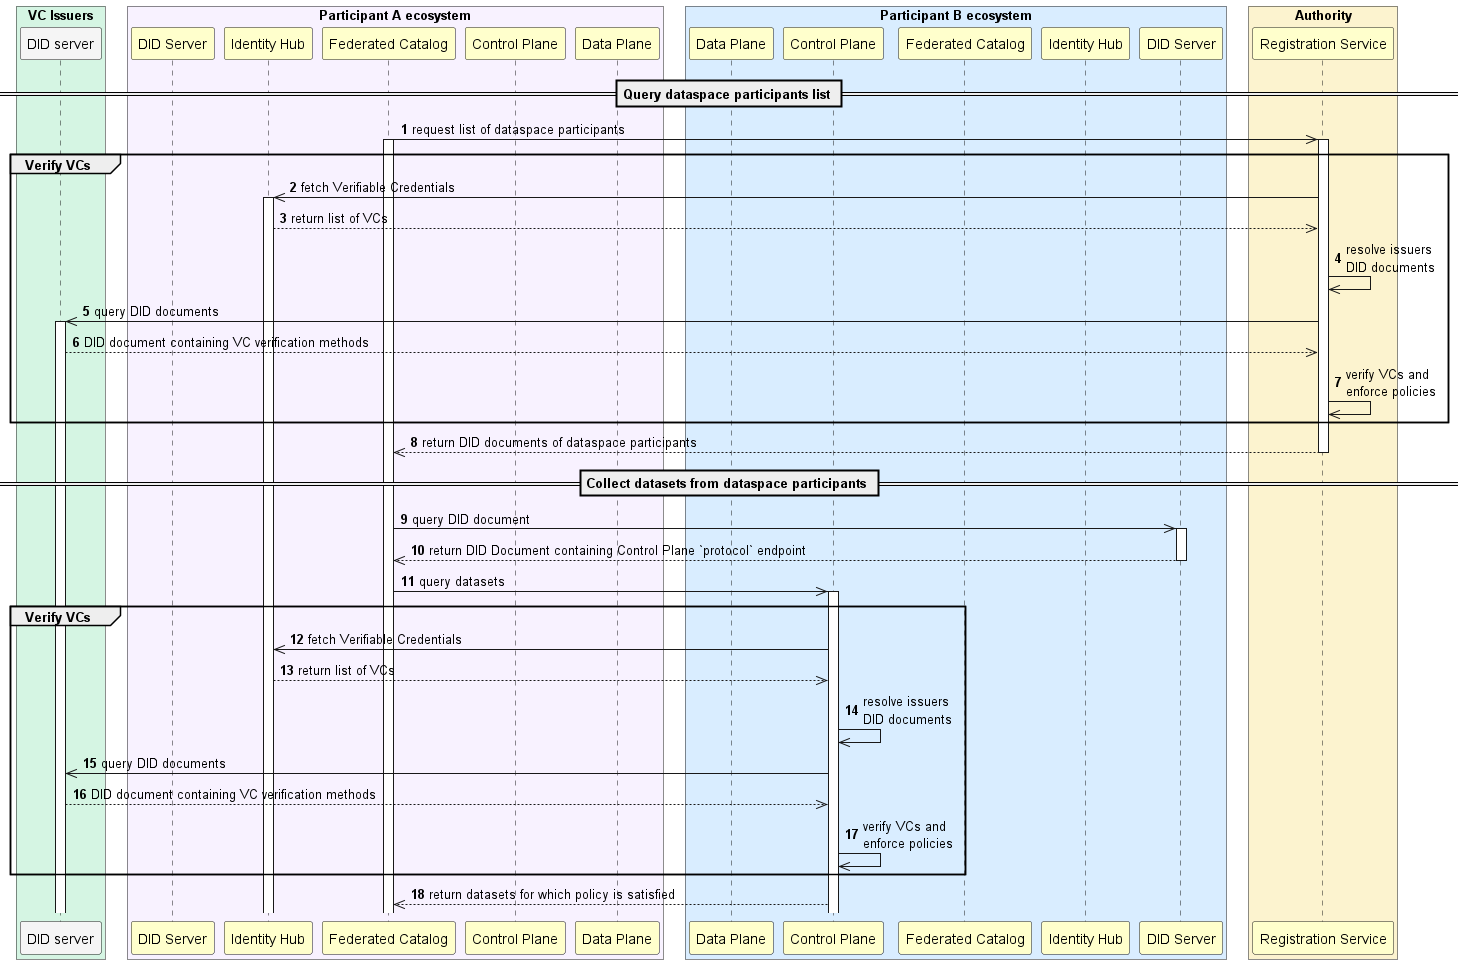 VC Issuers
Participant A ecosystem
Participant B ecosystem
Authority
DID server
DID Server
Identity Hub
Federated Catalog
Control Plane
Data Plane
Data Plane
Control Plane
Federated Catalog
Identity Hub
DID Server
Registration Service
Query dataspace participants list
1 request list of dataspace participants
Verify VCs
2 fetch Verifiable Credentials
3 return list of VCs
4 resolve issuers
DID documents
5 query DID documents
6 DID document containing VC verification methods
7 verify VCs and
enforce policies
8 return DID documents of dataspace participants
Collect datasets from dataspace participants
9 query DID document
10 return DID Document containing Control Plane `protocol` endpoint
11 query datasets
Verify VCs
12 fetch Verifiable Credentials
13 return list of VCs
14 resolve issuers
DID documents
15 query DID documents
16 DID document containing VC verification methods
17 verify VCs and
enforce policies
18 return datasets for which policy is satisfied
DID server
DID Server
Identity Hub
Federated Catalog
Control Plane
Data Plane
Data Plane
Control Plane
Federated Catalog
Identity Hub
DID Server
Registration Service